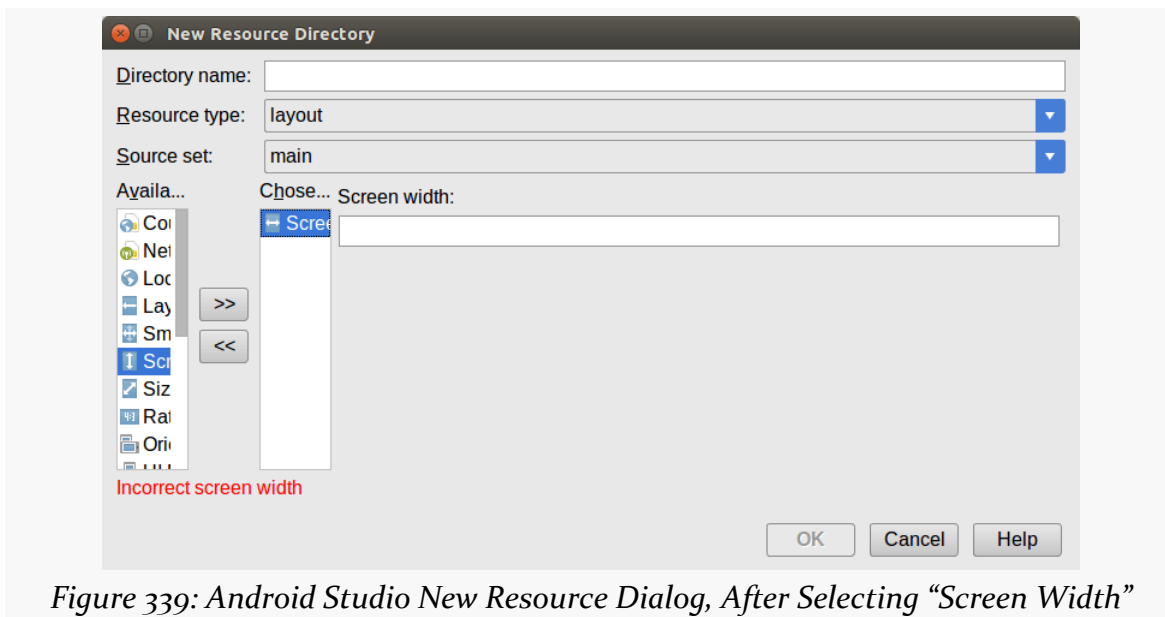 New Resource Directory
Directory name:
Resource type: layout
Source set: main
Availa... Chose... Screen width:
Cou
Net
Loc
Lay
Sm
Scr
Siz
Rat
Orie
Scree
>>
<<
Incorrect screen width
OK Cancel Help
Figure 339: Android Studio New Resource Dialog, After Selecting “Screen Width”